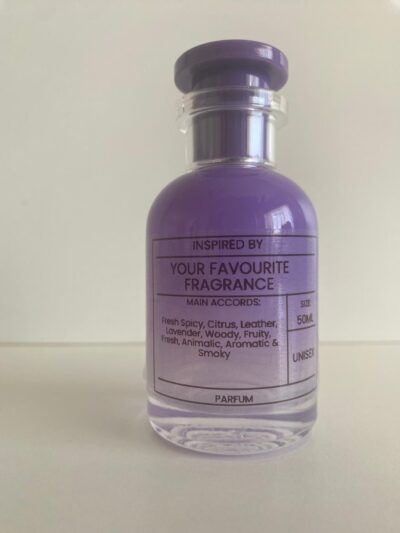 INSPIRED BY
YOUR FAVOURITE
FRAGRANCE
MAIN ACCORDS:
Fresh Spicy, Citrus, Leather,
Lavender, Woody, Fruity,
Fresh, Animalic, Aromatic &
Smoky
SIZE
50ML
UNISEX
PARFUM